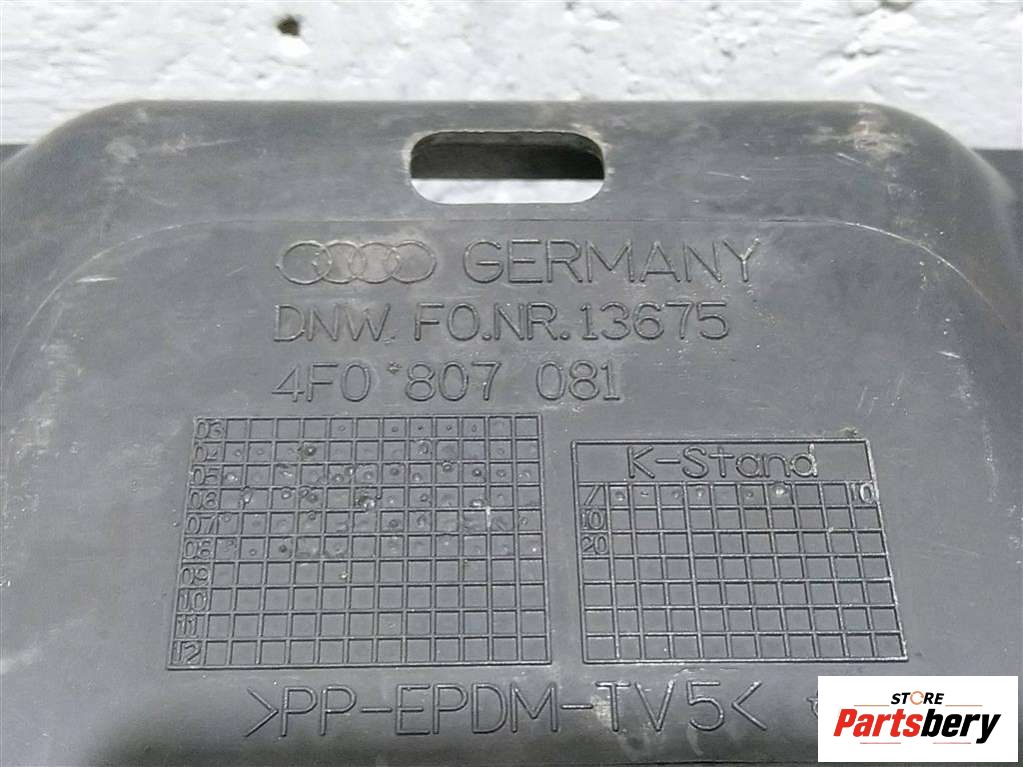 GERMANY
DNW. FO.NR.13675
4F0 807 081
03
04
05
06
07
08
09
10
11
12
K-Stand
1 10
10
20
>PP-EPDM-TV5<
STORE
Partsbery